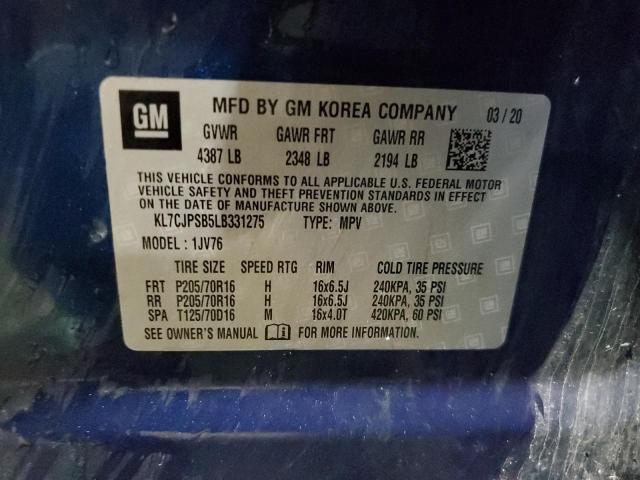 GM MFD BY GM KOREA COMPANY 03 / 20
GVWR GAWR FRT GAWR RR
4387 LB 2348 LB 2194 LB
THIS VEHICLE CONFORMS TO ALL APPLICABLE U.S. FEDERAL MOTOR
VEHICLE SAFETY AND THEFT PREVENTION STANDARDS IN EFFECT
ON THE DATE OF MANUFACTURE SHOWN ABOVE.
KL7CJPSB5LB331275 TYPE: MPV
MODEL : 1JV76
TIRE SIZE SPEED RTG RIM COLD TIRE PRESSURE
FRT P205/70R16 H 16x6.5J 240KPA, 35 PSI
RR P205/70R16 H 16x6.5J 240KPA, 35 PSI
SPA T125/70D16 M 16x4.0T 420KPA, 60 PSI
SEE OWNER'S MANUAL FOR MORE INFORMATION.